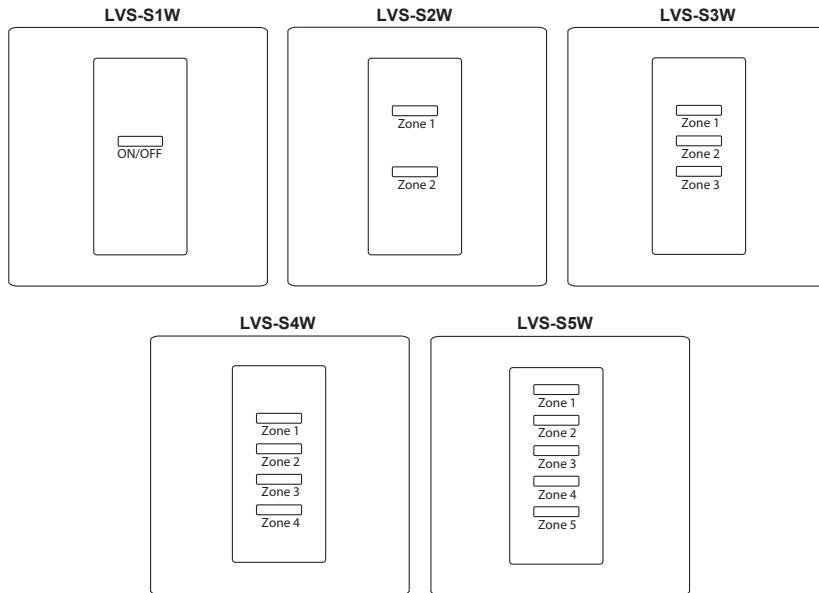 LVS-S1W
ON/OFF
LVS-S2W
Zone 1
Zone 2
LVS-S3W
Zone 1
Zone 2
Zone 3
LVS-S4W
Zone 1
Zone 2
Zone 3
Zone 4
LVS-S5W
Zone 1
Zone 2
Zone 3
Zone 4
Zone 5